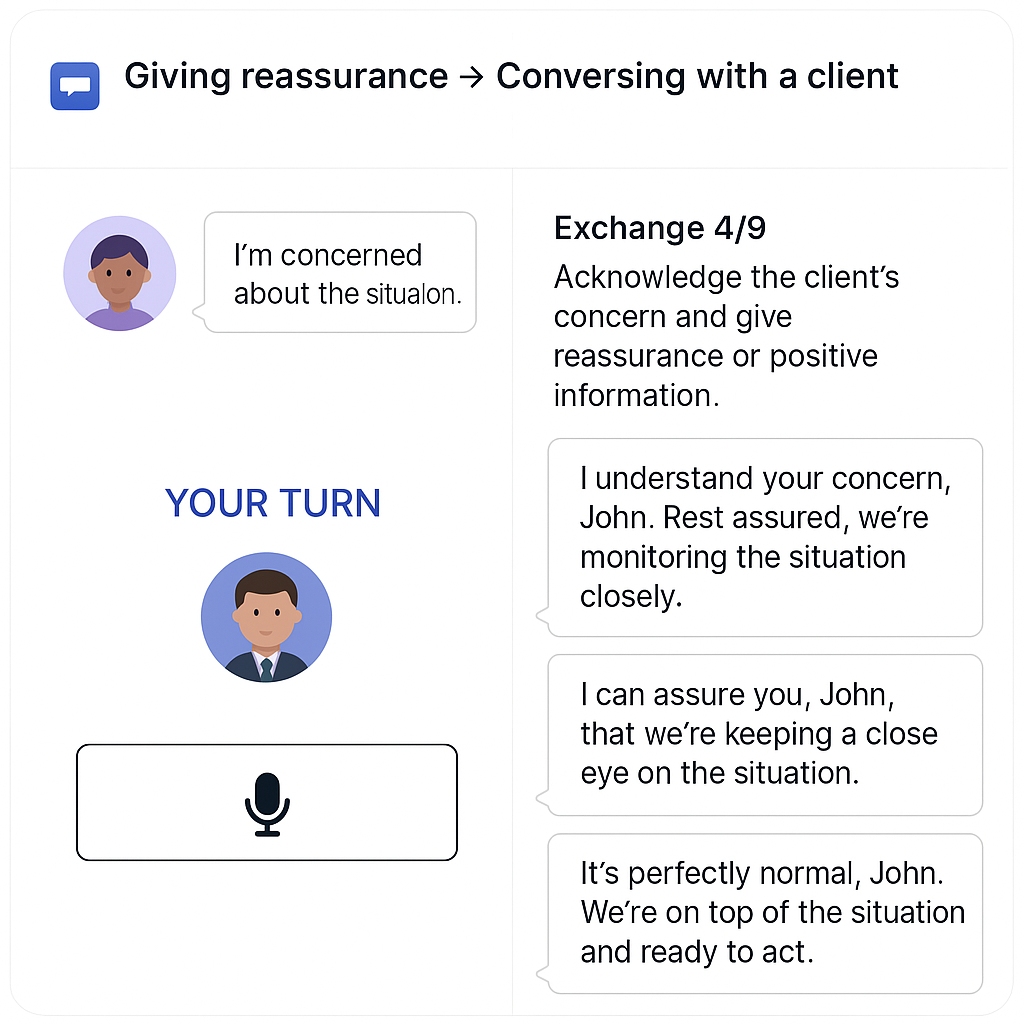 Giving reassurance → Conversing with a client
I’m concerned
about the situalon.
YOUR TURN
Exchange 4/9
Acknowledge the client’s
concern and give
reassurance or positive
information.
I understand your concern,
John. Rest assured, we’re
monitoring the situation
closely.
I can assure you, John,
that we’re keeping a close
eye on the situation.
It’s perfectly normal, John.
We’re on top of the situation
and ready to act.